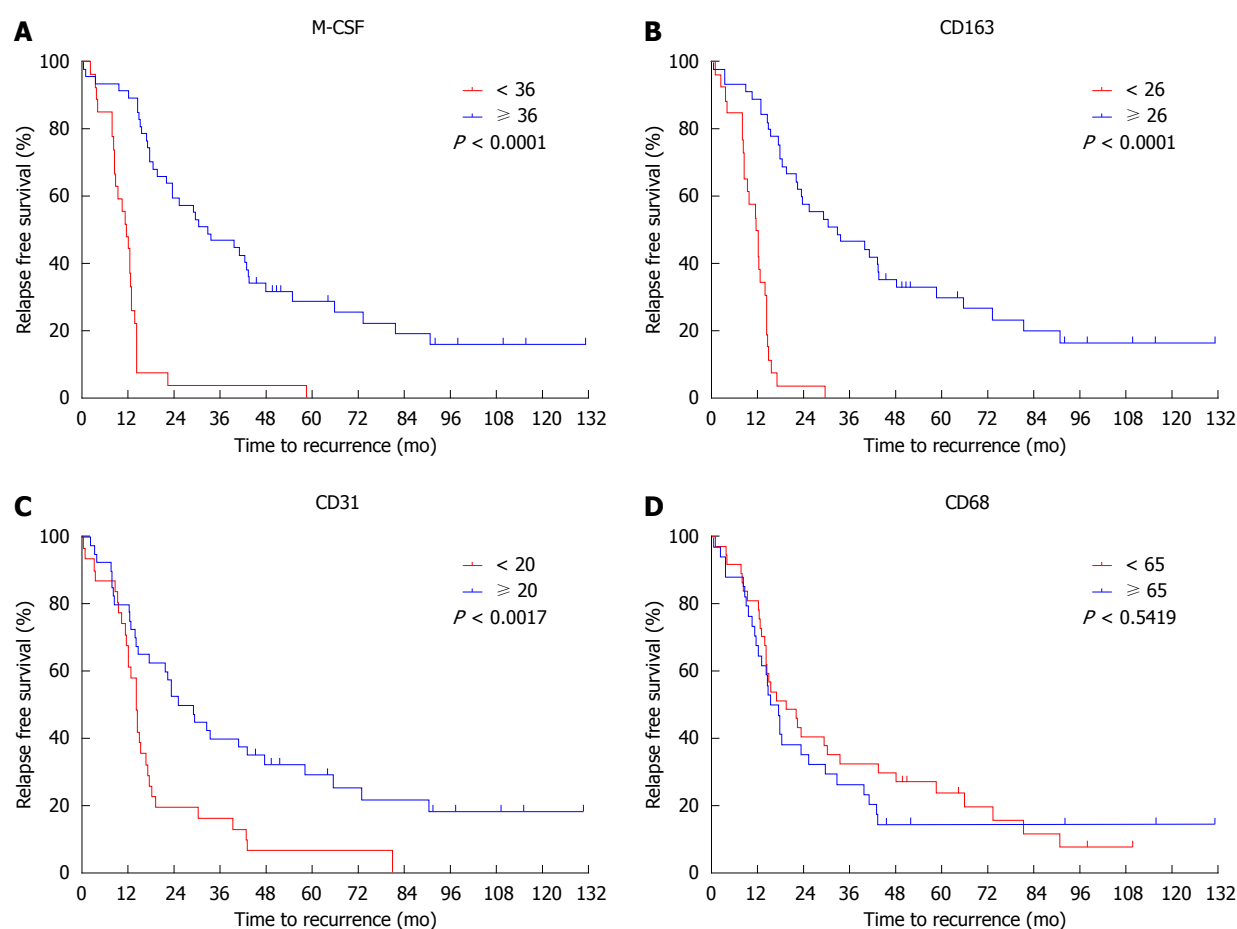 A
M-CSF
Relapse free survival (%)
100
80
60
40
20
0
< 36
⩾ 36
P < 0.0001
0 12 24 36 48 60 72 84 96 108 120 132
Time to recurrence (mo)
B
CD163
Relapse free survival (%)
100
80
60
40
20
0
< 26
⩾ 26
P < 0.0001
0 12 24 36 48 60 72 84 96 108 120 132
Time to recurrence (mo)
C
CD31
Relapse free survival (%)
100
80
60
40
20
0
< 20
⩾ 20
P < 0.0017
0 12 24 36 48 60 72 84 96 108 120 132
Time to recurrence (mo)
D
CD68
Relapse free survival (%)
100
80
60
40
20
0
< 65
⩾ 65
P < 0.5419
0 12 24 36 48 60 72 84 96 108 120 132
Time to recurrence (mo)